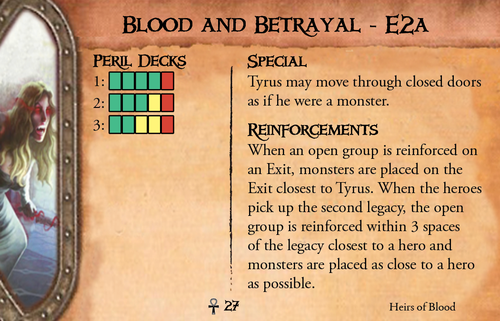 Blood and Betrayal - E2a
Peril Decks
1:
2:
3:
Special
Tyrus may move through closed doors
as if he were a monster.
Reinforcements
When an open group is reinforced on
an Exit, monsters are placed on the
Exit closest to Tyrus. When the heroes
pick up the second legacy, the open
group is reinforced within 3 spaces
of the legacy closest to a hero and
monsters are placed as close to a hero
as possible.
27
Heirs of Blood